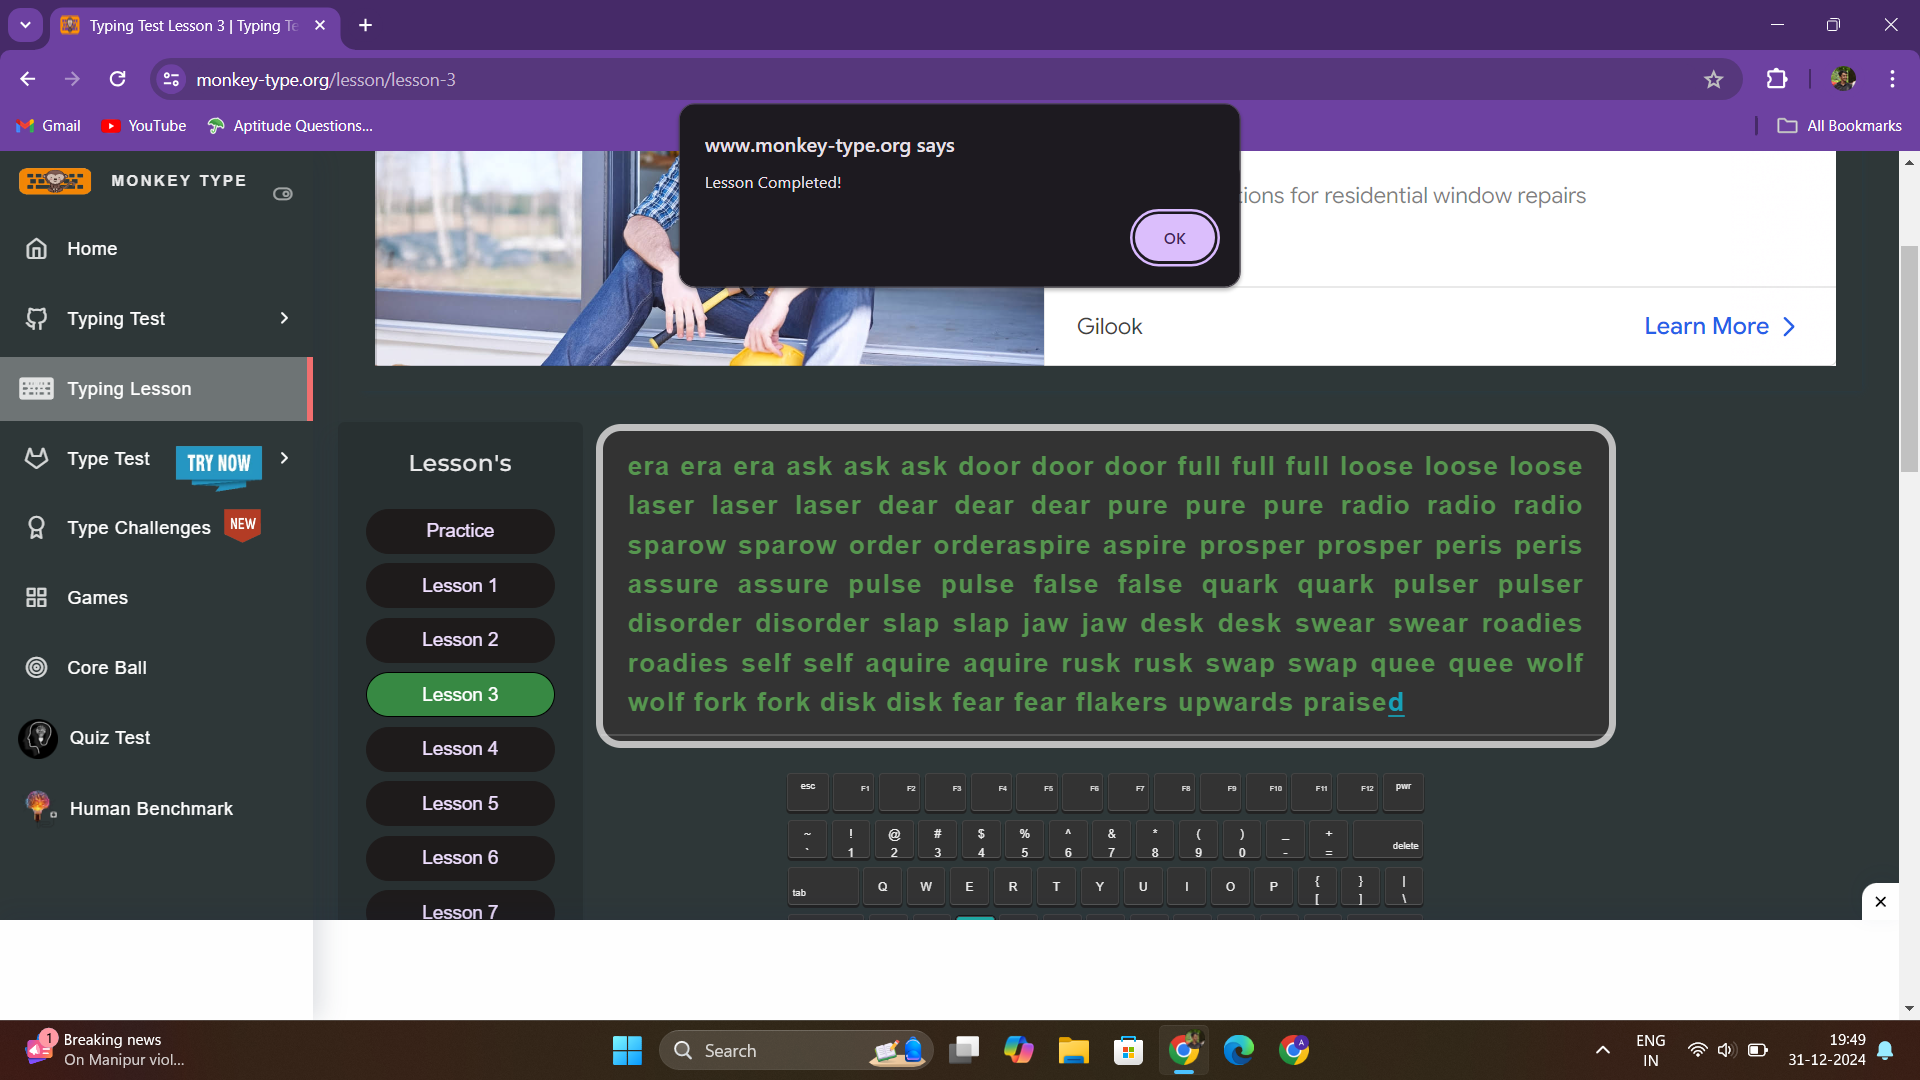 Typing Test Lesson 3 | Typing Te
monkey-type.org/lesson/lesson-3
Gmail
YouTube
Aptitude Questions...
All Bookmarks
www.monkey-type.org says
Lesson Completed!
OK
MONKEY TYPE
Home
Typing Test
Typing Lesson
Type Test
TRY NOW
Type Challenges
NEW
Games
Core Ball
Quiz Test
Human Benchmark
tions for residential window repairs
Gilook
Learn More
Lesson's
Practice
Lesson 1
Lesson 2
Lesson 3
Lesson 4
Lesson 5
Lesson 6
Lesson 7
era era era ask ask ask door door door full full full loose loose loose
laser laser laser dear dear dear pure pure pure radio radio radio
sparow sparow order orderaspire aspire prosper prosper peris peris
assure assure pulse pulse false false quark quark pulser pulser
disorder disorder slap slap jaw jaw desk desk swear swear roadies
roadies self self aquire aquire rusk rusk swap swap quee quee wolf
wolf fork fork disk disk fear fear flakers upwards praised
esc F1 F2 F3 F4 F5 F6 F7 F8 F9 F10 F11 F12 pwr
~ ! @ # $ % ^ & * ( ) _ +
` 1 2 3 4 5 6 7 8 9 0 - = delete
tab Q W E R T Y U I O P { } |
[ ] \
1
Breaking news
On Manipur viol...
Search
A
ENG
IN
19:49
31-12-2024